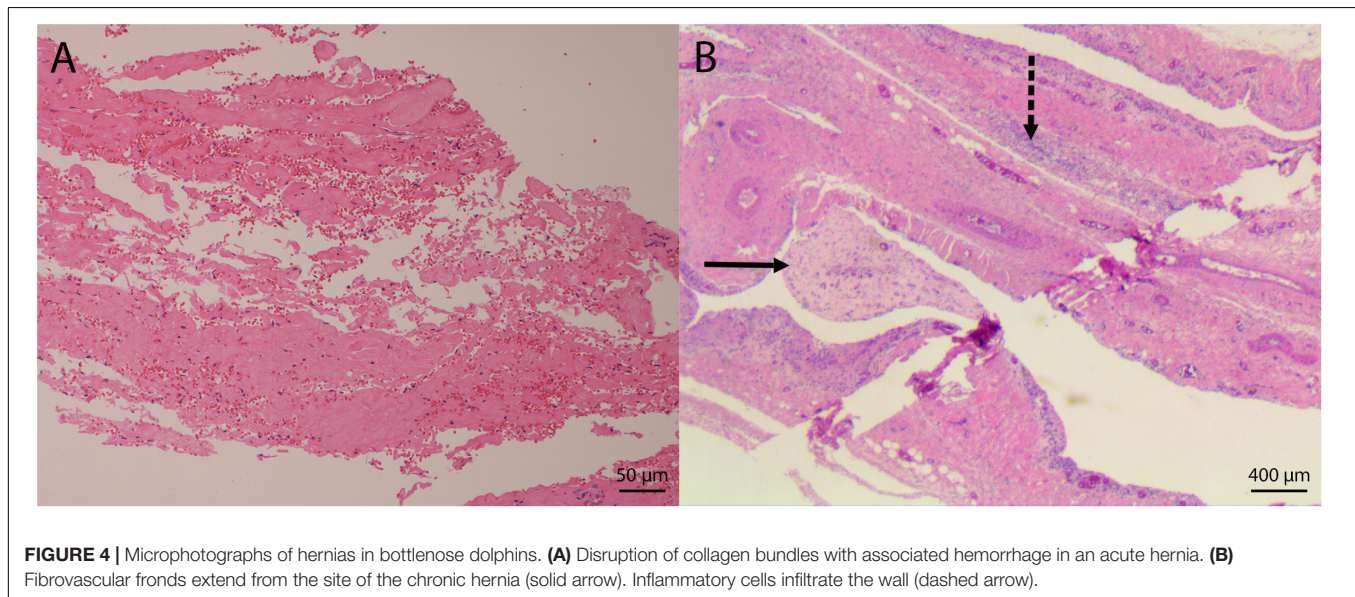 A
B
50 µm
400 µm
FIGURE 4 | Microphotographs of hernias in bottlenose dolphins. (A) Disruption of collagen bundles with associated hemorrhage in an acute hernia. (B)
Fibrovascular fronds extend from the site of the chronic hernia (solid arrow). Inflammatory cells infiltrate the wall (dashed arrow).